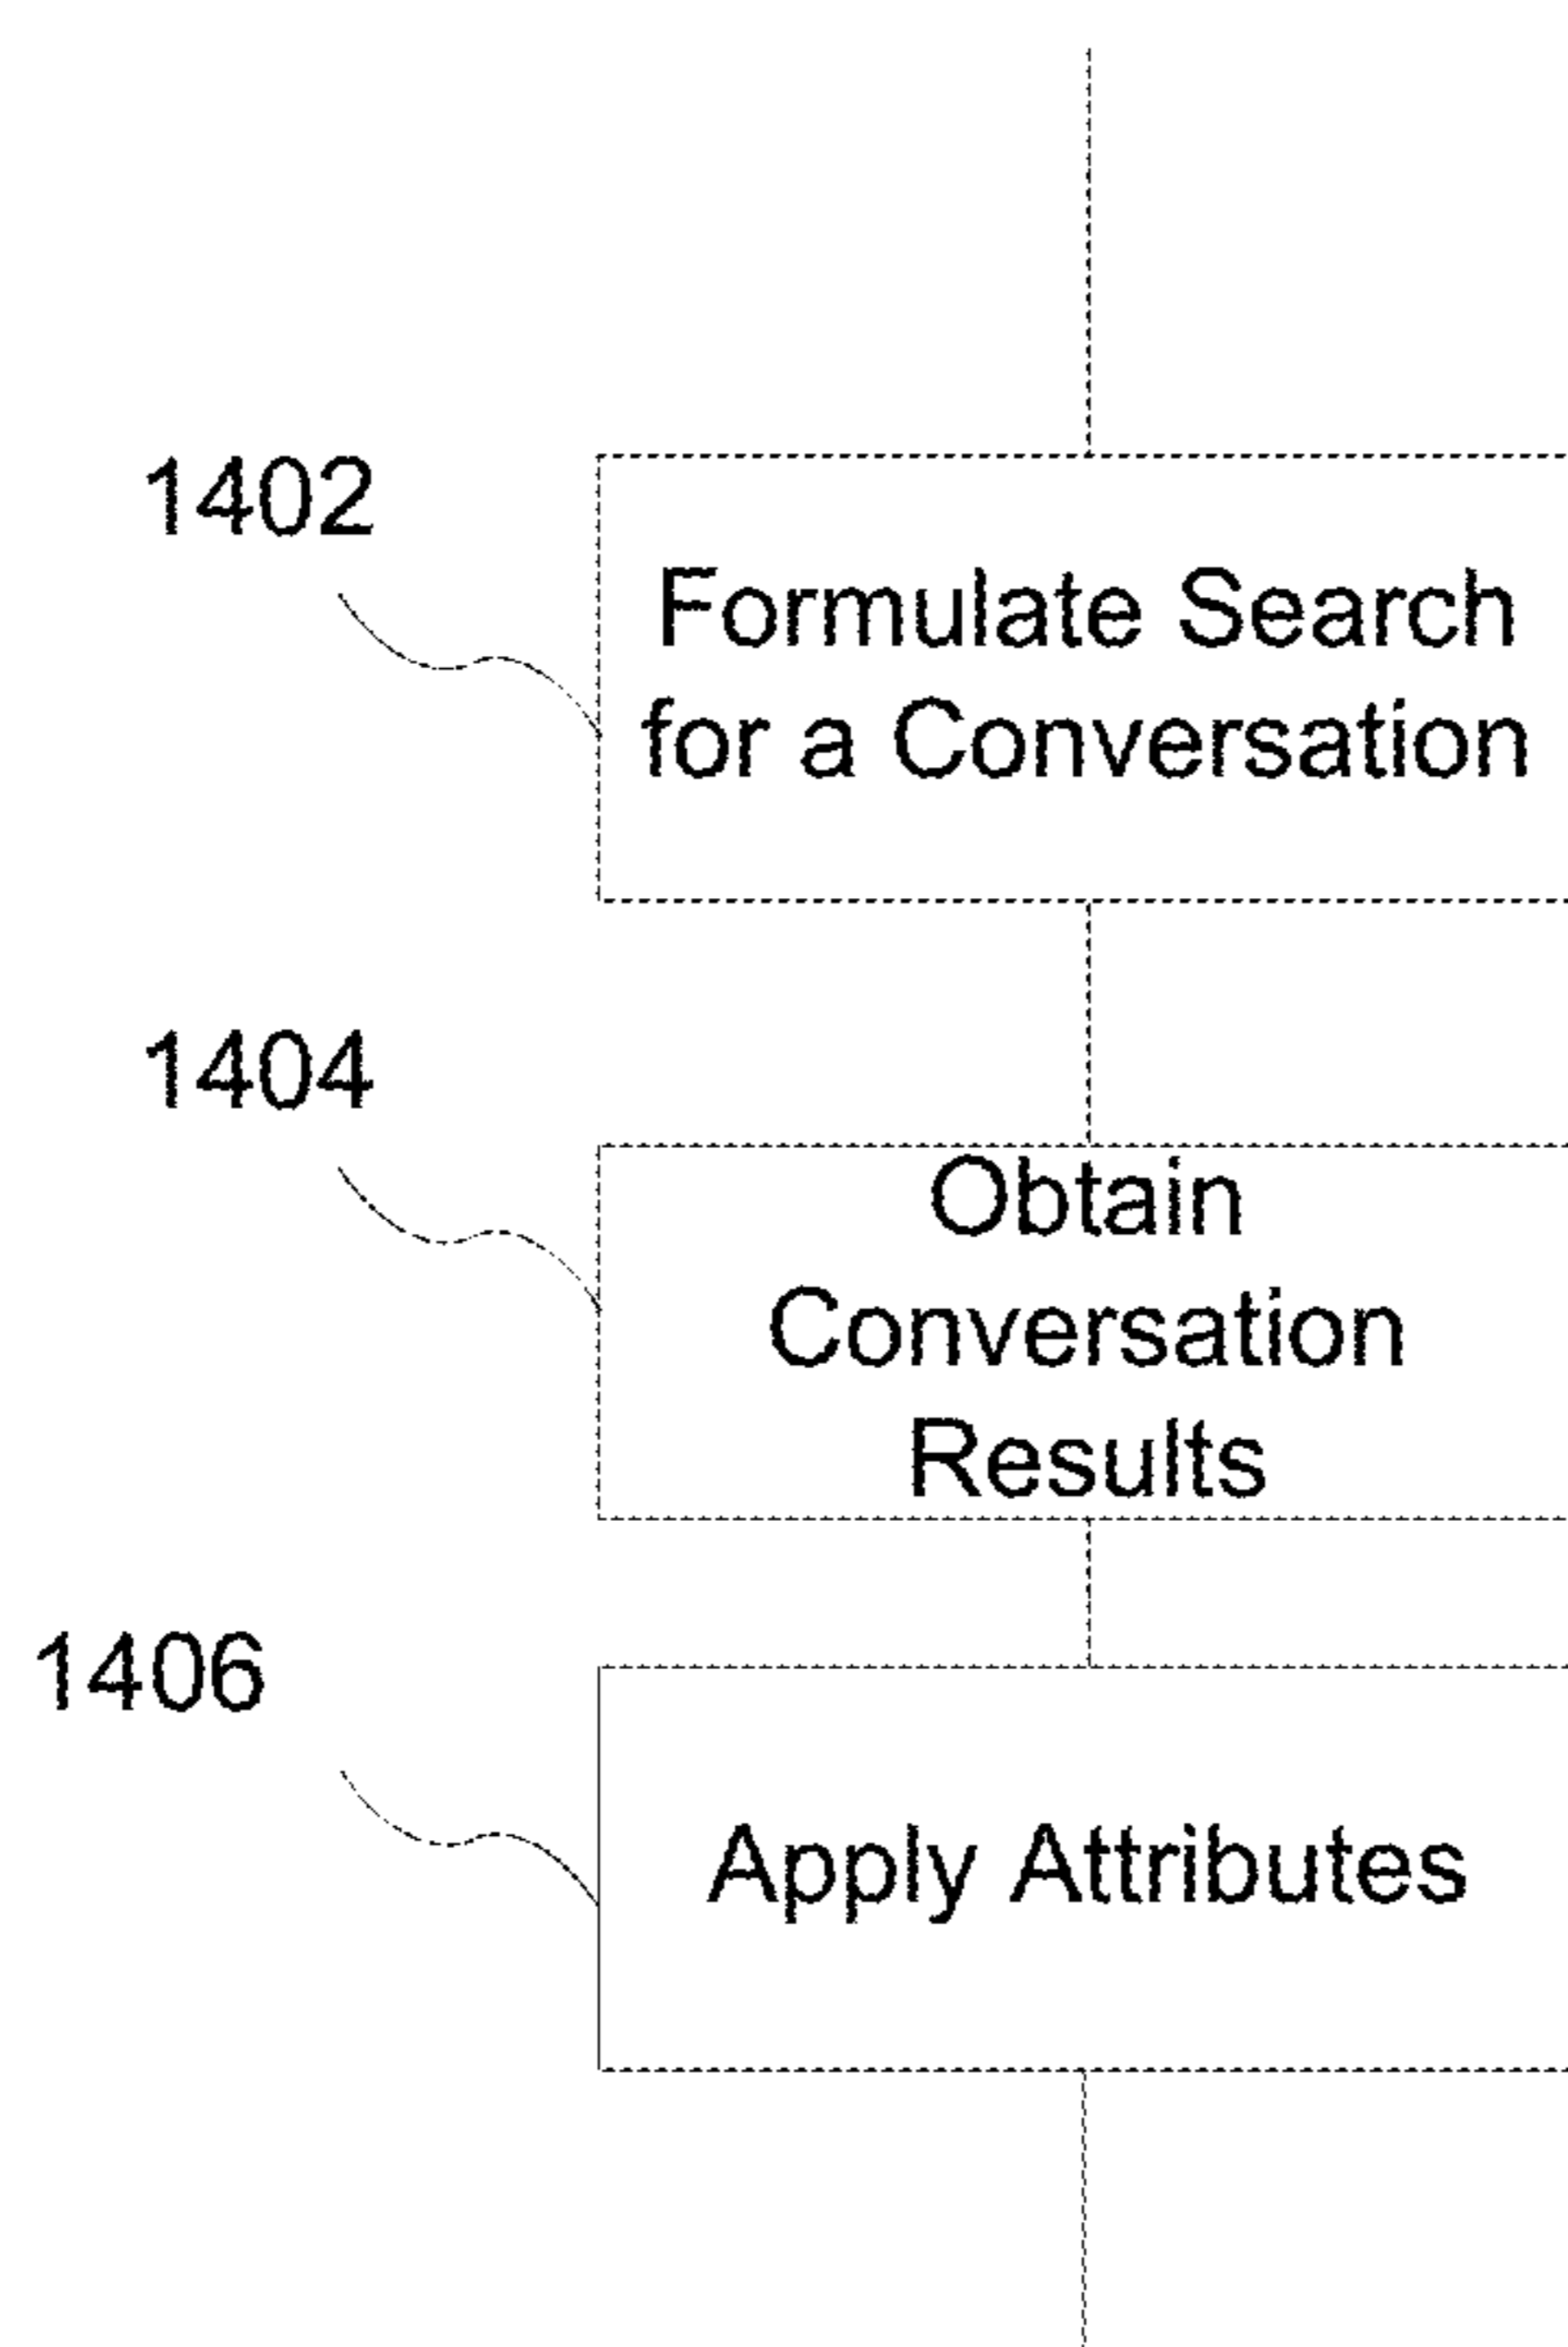 1402
Formulate Search
for a Conversation
1404
Obtain
Conversation
Results
1406
Apply Attributes